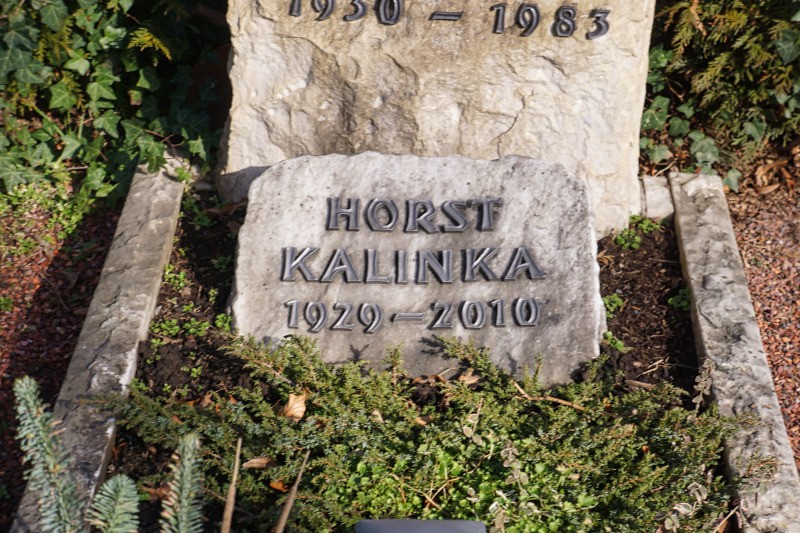 1930 – 1983
HORST
KALINKA
1929 – 2010